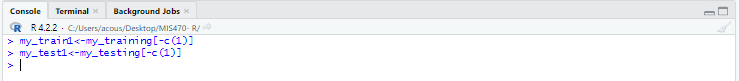 Console Terminal × Background Jobs ×
R 4.2.2 · C:/Users/acous/Desktop/MIS470- R/
> my_train1<-my_training[-c(1)]
> my_test1<-my_testing[-c(1)]
>